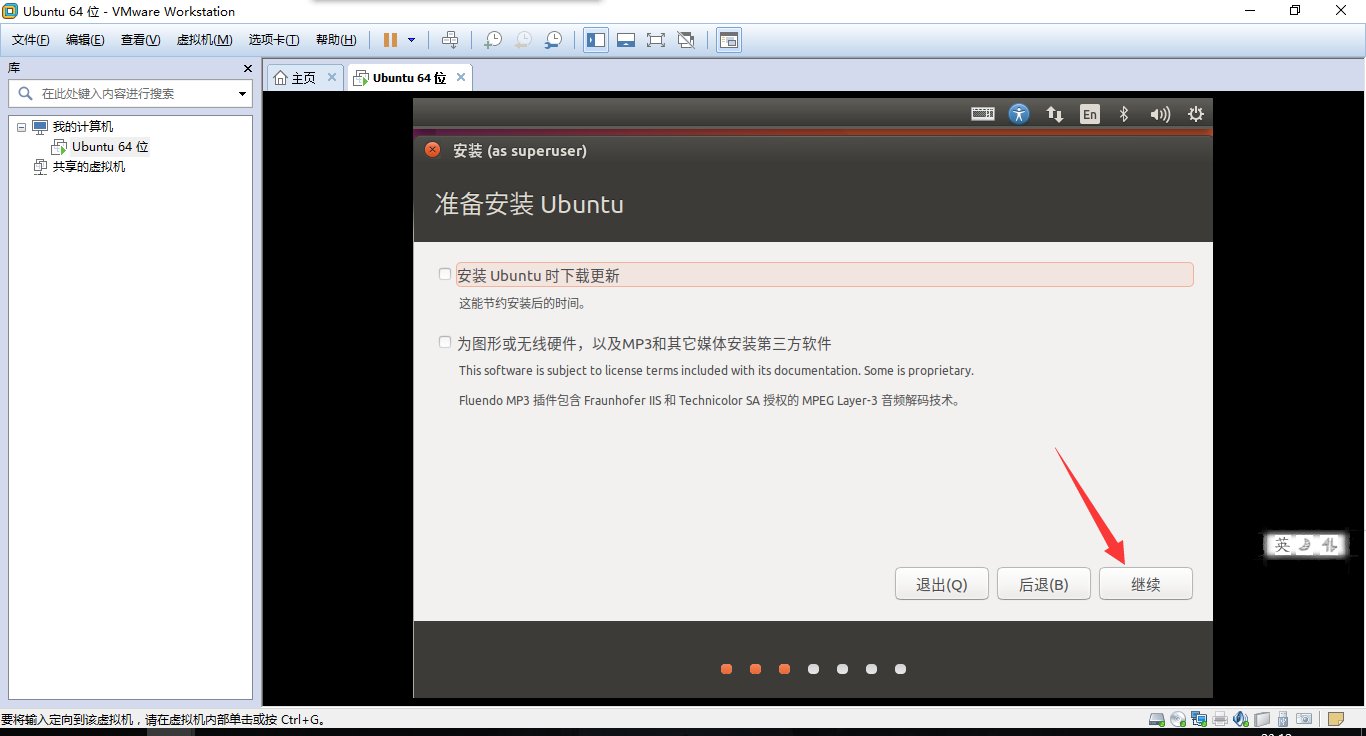 Ubuntu 64 位 - VMware Workstation
文件(F) 编辑(E) 查看(V) 虚拟机(M) 选项卡(T) 帮助(H)
库
在此处键入内容进行搜索
我的计算机
Ubuntu 64 位
共享的虚拟机
主页
Ubuntu 64 位
En
安装 (as superuser)
准备安装 Ubuntu
安装 Ubuntu 时下载更新
这能节约安装后的时间。
为图形或无线硬件，以及MP3和其它媒体安装第三方软件
This software is subject to license terms included with its documentation. Some is proprietary.
Fluendo MP3 插件包含 Fraunhofer IIS 和 Technicolor SA 授权的 MPEG Layer-3 音频解码技术。
退出(Q) 后退(B) 继续
英
要将输入定向到该虚拟机，请在虚拟机内部单击或按 Ctrl+G。